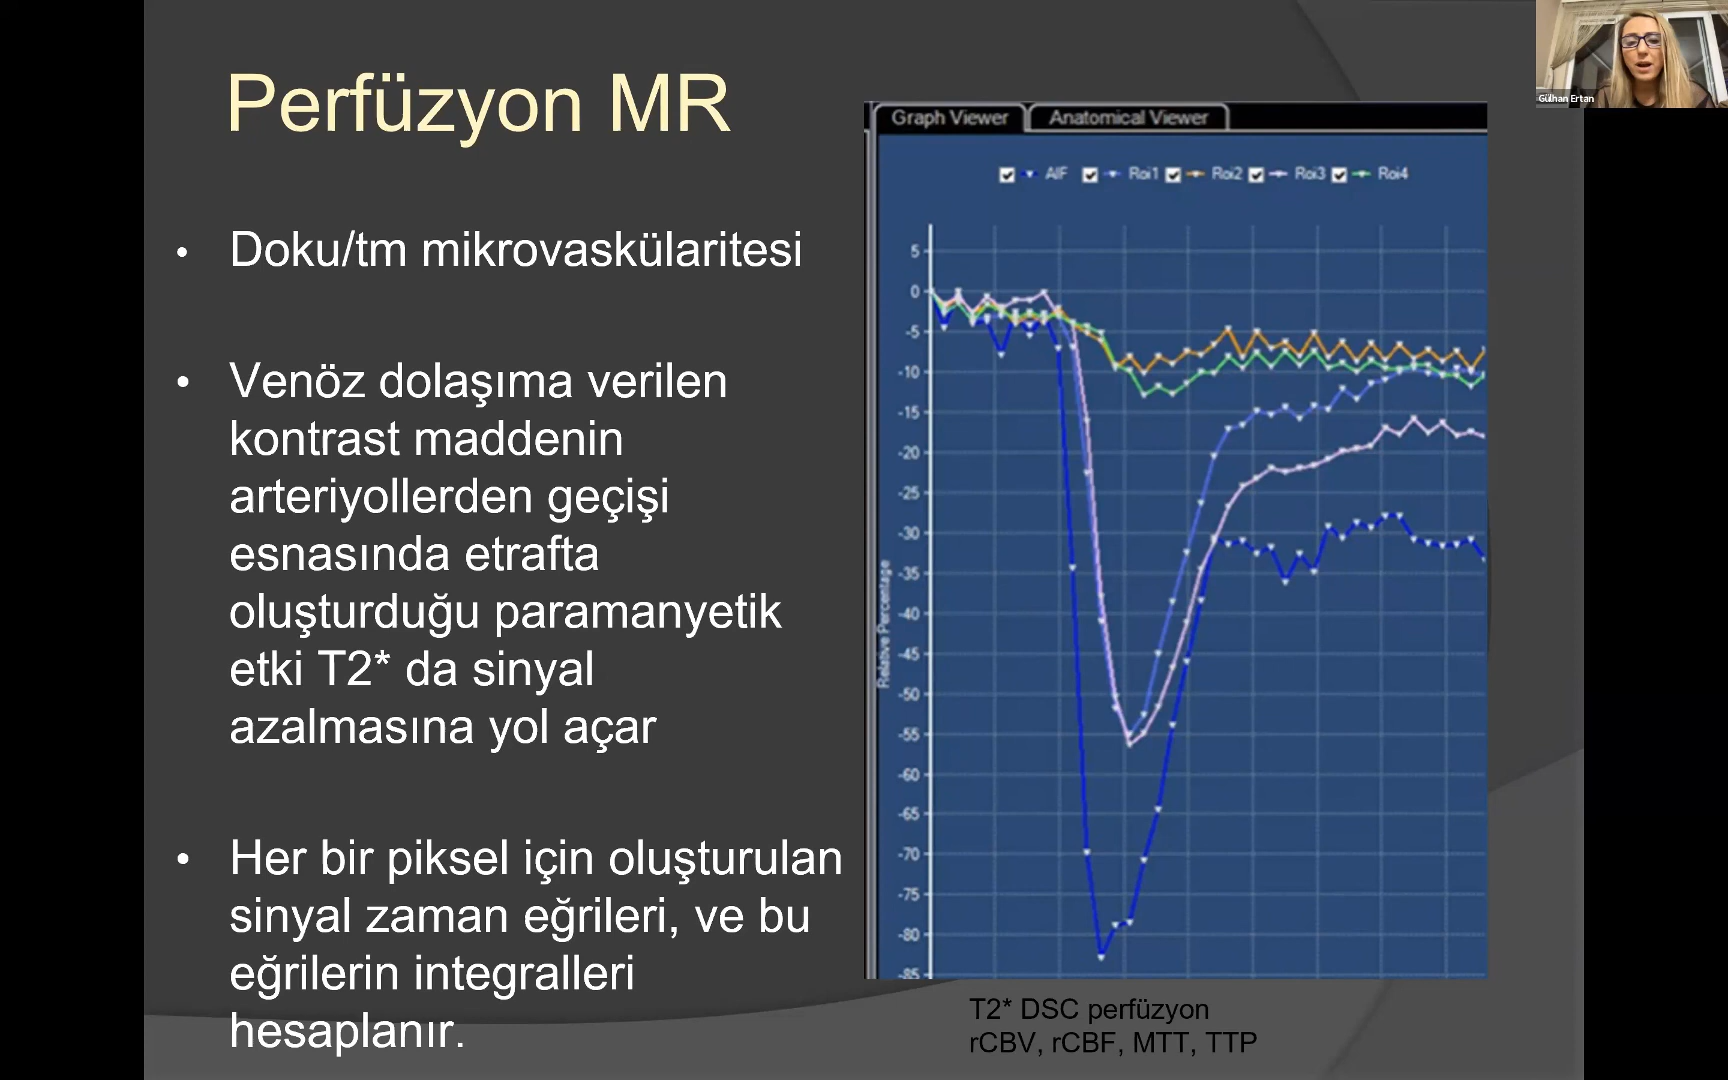 Perfüzyon MR
• Doku/tm mikrovaskülaritesi
• Venöz dolaşıma verilen
kontrast maddenin
arteriyollerden geçişi
esnasında etrafta
oluşturduğu paramanyetik
etki T2* da sinyal
azalmasına yol açar
• Her bir piksel için oluşturulan
sinyal zaman eğrileri, ve bu
eğrilerin integralleri
hesaplanır.
Graph Viewer
Anatomical Viewer
AIF Roi1 Roi2 Roi3 Roi4
5
0
-5
-10
-15
-20
-25
-30
-35
-40
-45
-50
-55
-60
-65
-70
-75
-80
-85
Relative Percentage
T2* DSC perfüzyon
rCBV, rCBF, MTT, TTP
Gülhan Ertan